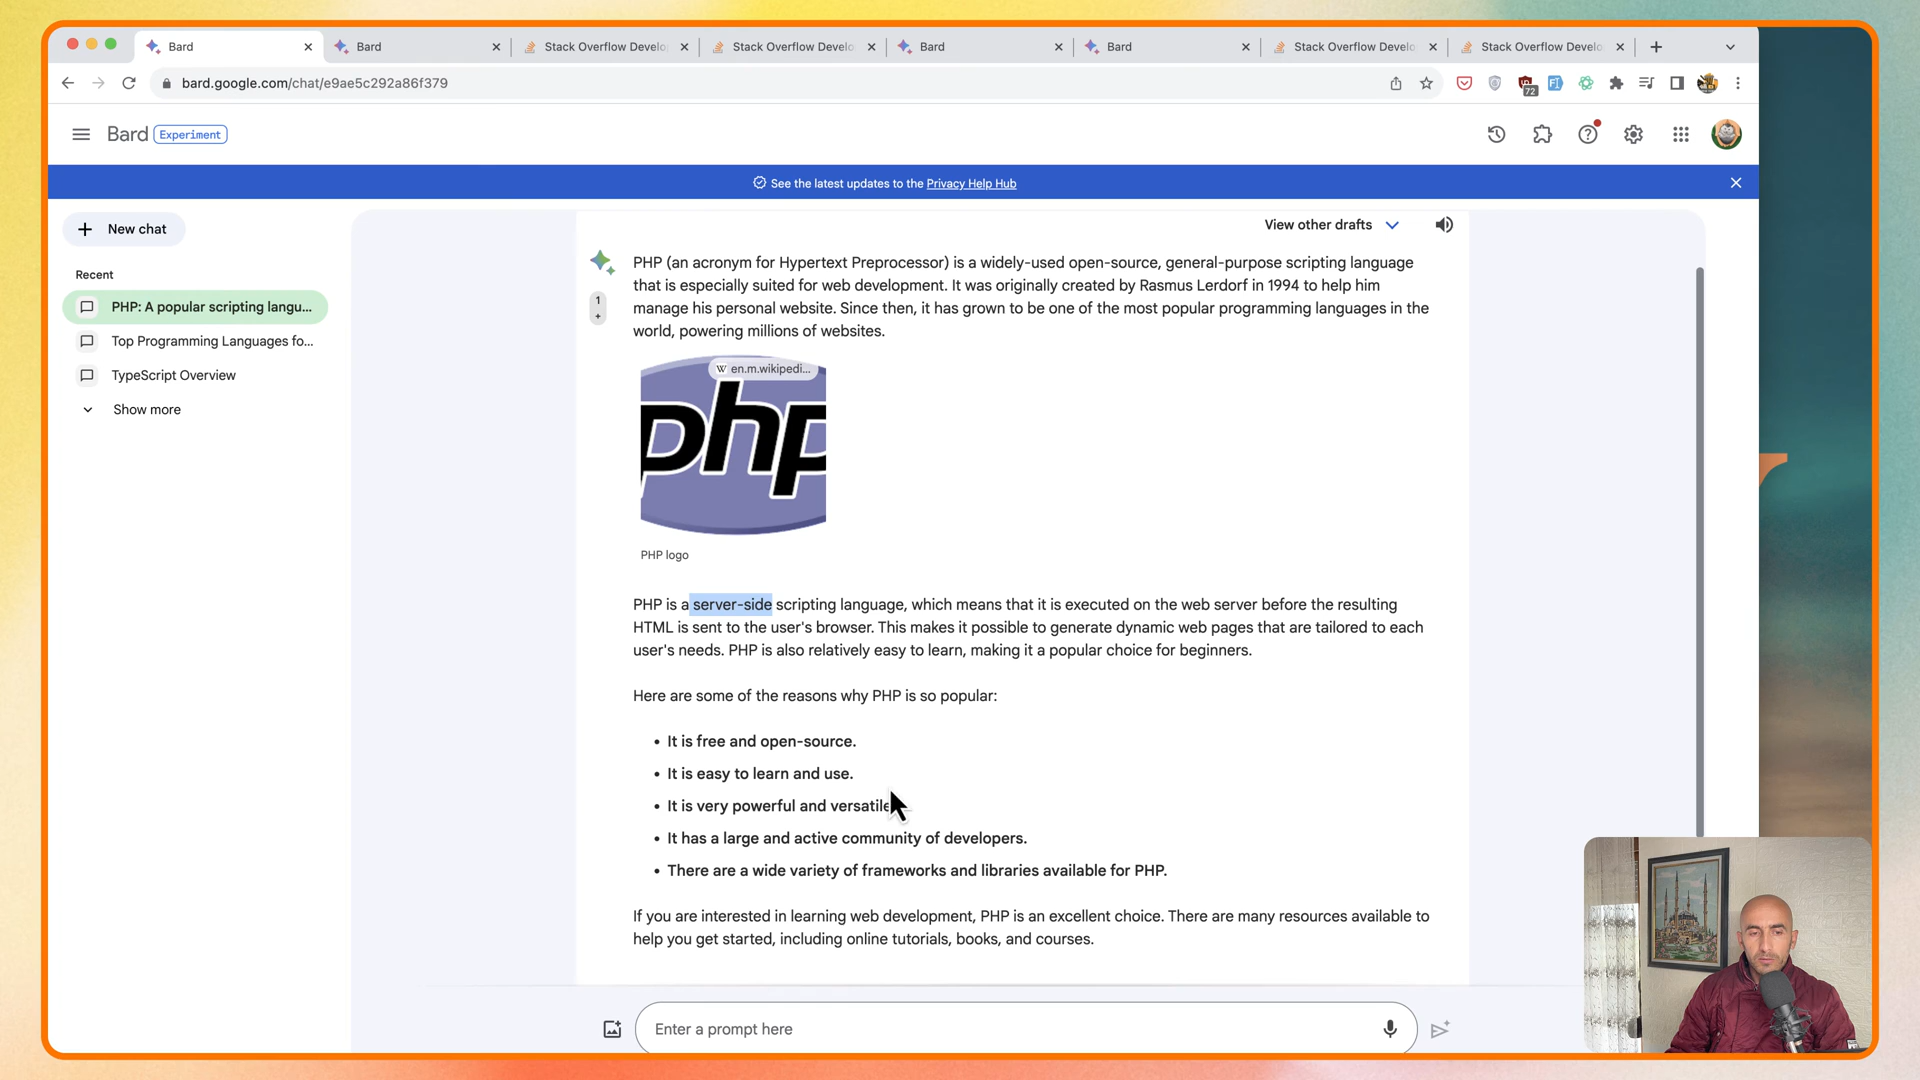 Bard
Bard
Stack Overflow Develo
Stack Overflow Develo
Bard
Bard
Stack Overflow Develo
Stack Overflow Develo
bard.google.com/chat/e9ae5c292a86f379
72
Bard Experiment
See the latest updates to the Privacy Help Hub
New chat
Recent
PHP: A popular scripting langu...
Top Programming Languages fo...
TypeScript Overview
Show more
View other drafts
1
PHP (an acronym for Hypertext Preprocessor) is a widely-used open-source, general-purpose scripting language
that is especially suited for web development. It was originally created by Rasmus Lerdorf in 1994 to help him
manage his personal website. Since then, it has grown to be one of the most popular programming languages in the
world, powering millions of websites.
W en.m.wikipedi...
php
PHP logo
PHP is a server-side scripting language, which means that it is executed on the web server before the resulting
HTML is sent to the user's browser. This makes it possible to generate dynamic web pages that are tailored to each
user's needs. PHP is also relatively easy to learn, making it a popular choice for beginners.
Here are some of the reasons why PHP is so popular:
• It is free and open-source.
• It is easy to learn and use.
• It is very powerful and versatile
• It has a large and active community of developers.
• There are a wide variety of frameworks and libraries available for PHP.
If you are interested in learning web development, PHP is an excellent choice. There are many resources available to
help you get started, including online tutorials, books, and courses.
Enter a prompt here